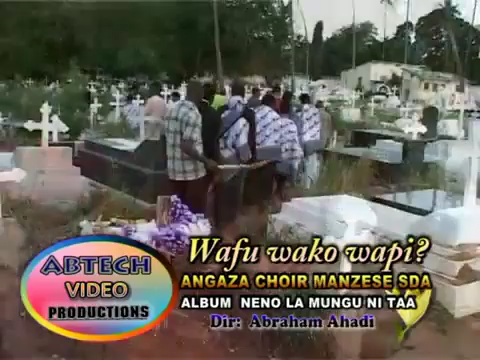 Wafu wako wapi?
ANGAZA CHOIR MANZESE SDA
ALBUM NENO LA MUNGU NI TAA
Dir: Abraham Ahadi
ABTECH
VIDEO
PRODUCTIONS